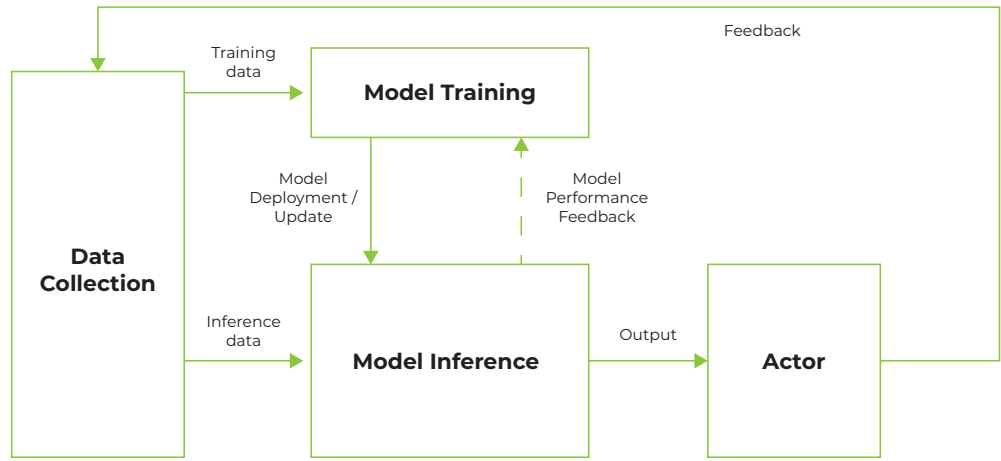 Feedback
Training
data
Model Training
Model
Deployment /
Update
Model
Performance
Feedback
Data
Collection
Inference
data
Model Inference
Output
Actor